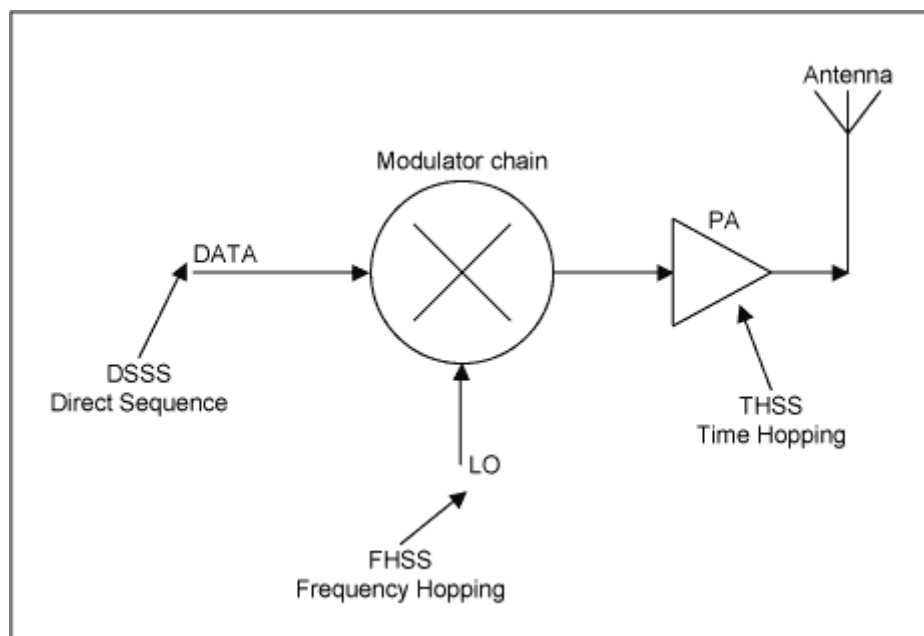 Antenna
Modulator chain
PA
DATA
DSSS
Direct Sequence
THSS
Time Hopping
LO
FHSS
Frequency Hopping